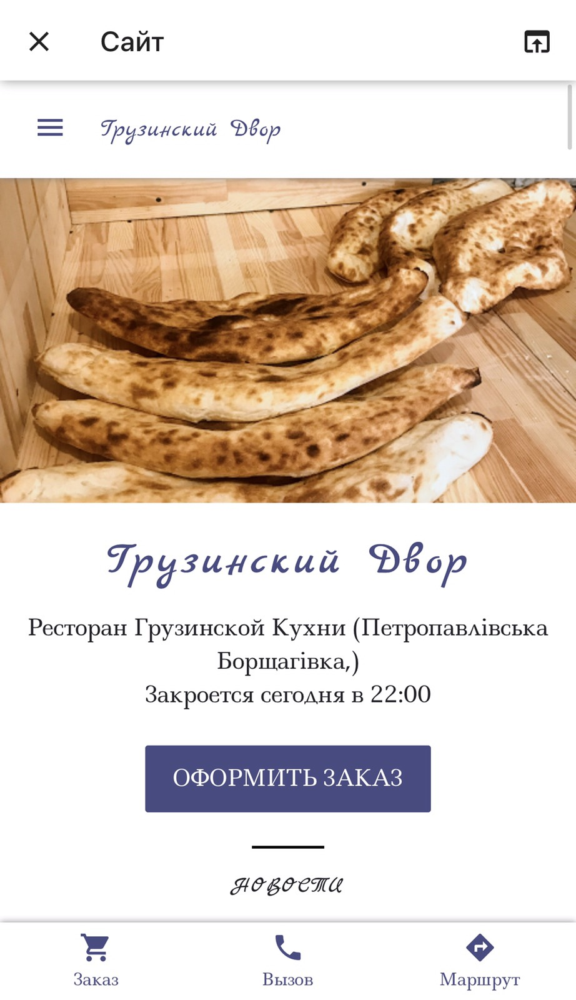 Сайт
Грузинский Двор
Грузинский Двор
Ресторан Грузинской Кухни (Петропавлівська
Борщагівка,)
Закроется сегодня в 22:00
ОФОРМИТЬ ЗАКАЗ
новости
Заказ
Вызов
Маршрут